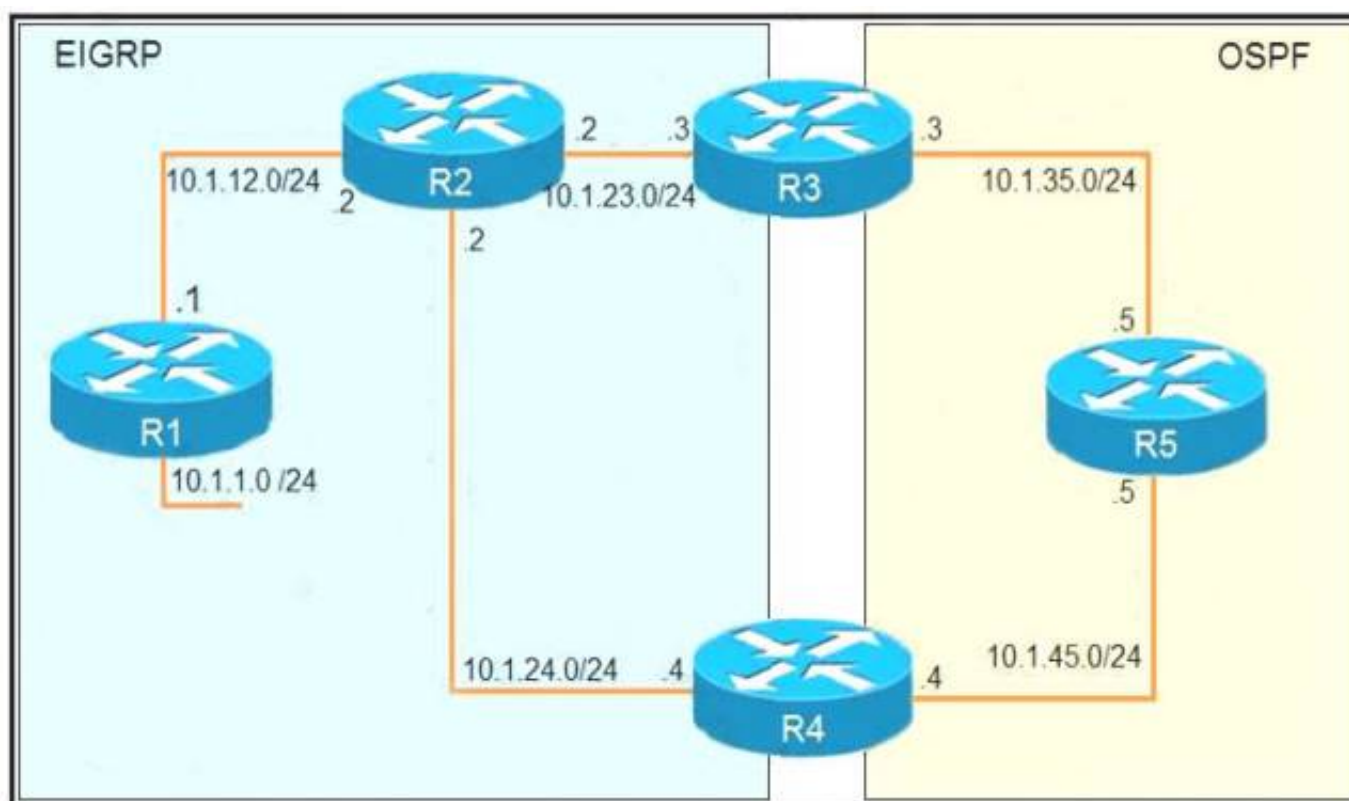 EIGRP
OSPF
R2
.2
.3
R3
.3
10.1.12.0/24
.2
10.1.23.0/24
10.1.35.0/24
.2
.1
.5
R1
R5
10.1.1.0 /24
.5
10.1.24.0/24
.4
R4
.4
10.1.45.0/24